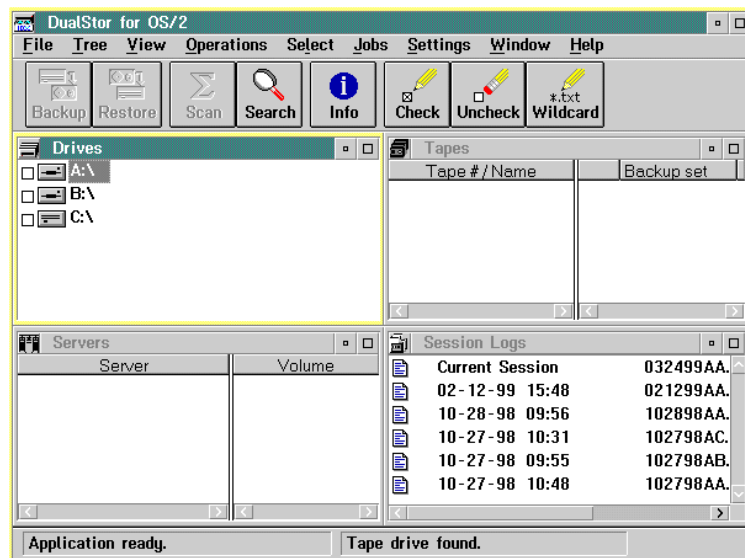 DualStor for OS/2
File Tree View Operations Select Jobs Settings Window Help
Backup Restore Scan Search Info Check Uncheck *.txt Wildcard
Drives
A:\
B:\
C:\
Tapes
Tape #/Name Backup set
Servers
Server Volume
Session Logs
Current Session 032499AA.
02-12-99 15:48 021299AA.
10-28-98 09:56 102898AA.
10-27-98 10:31 102798AC.
10-27-98 09:55 102798AB.
10-27-98 10:48 102798AA.
Application ready. Tape drive found.